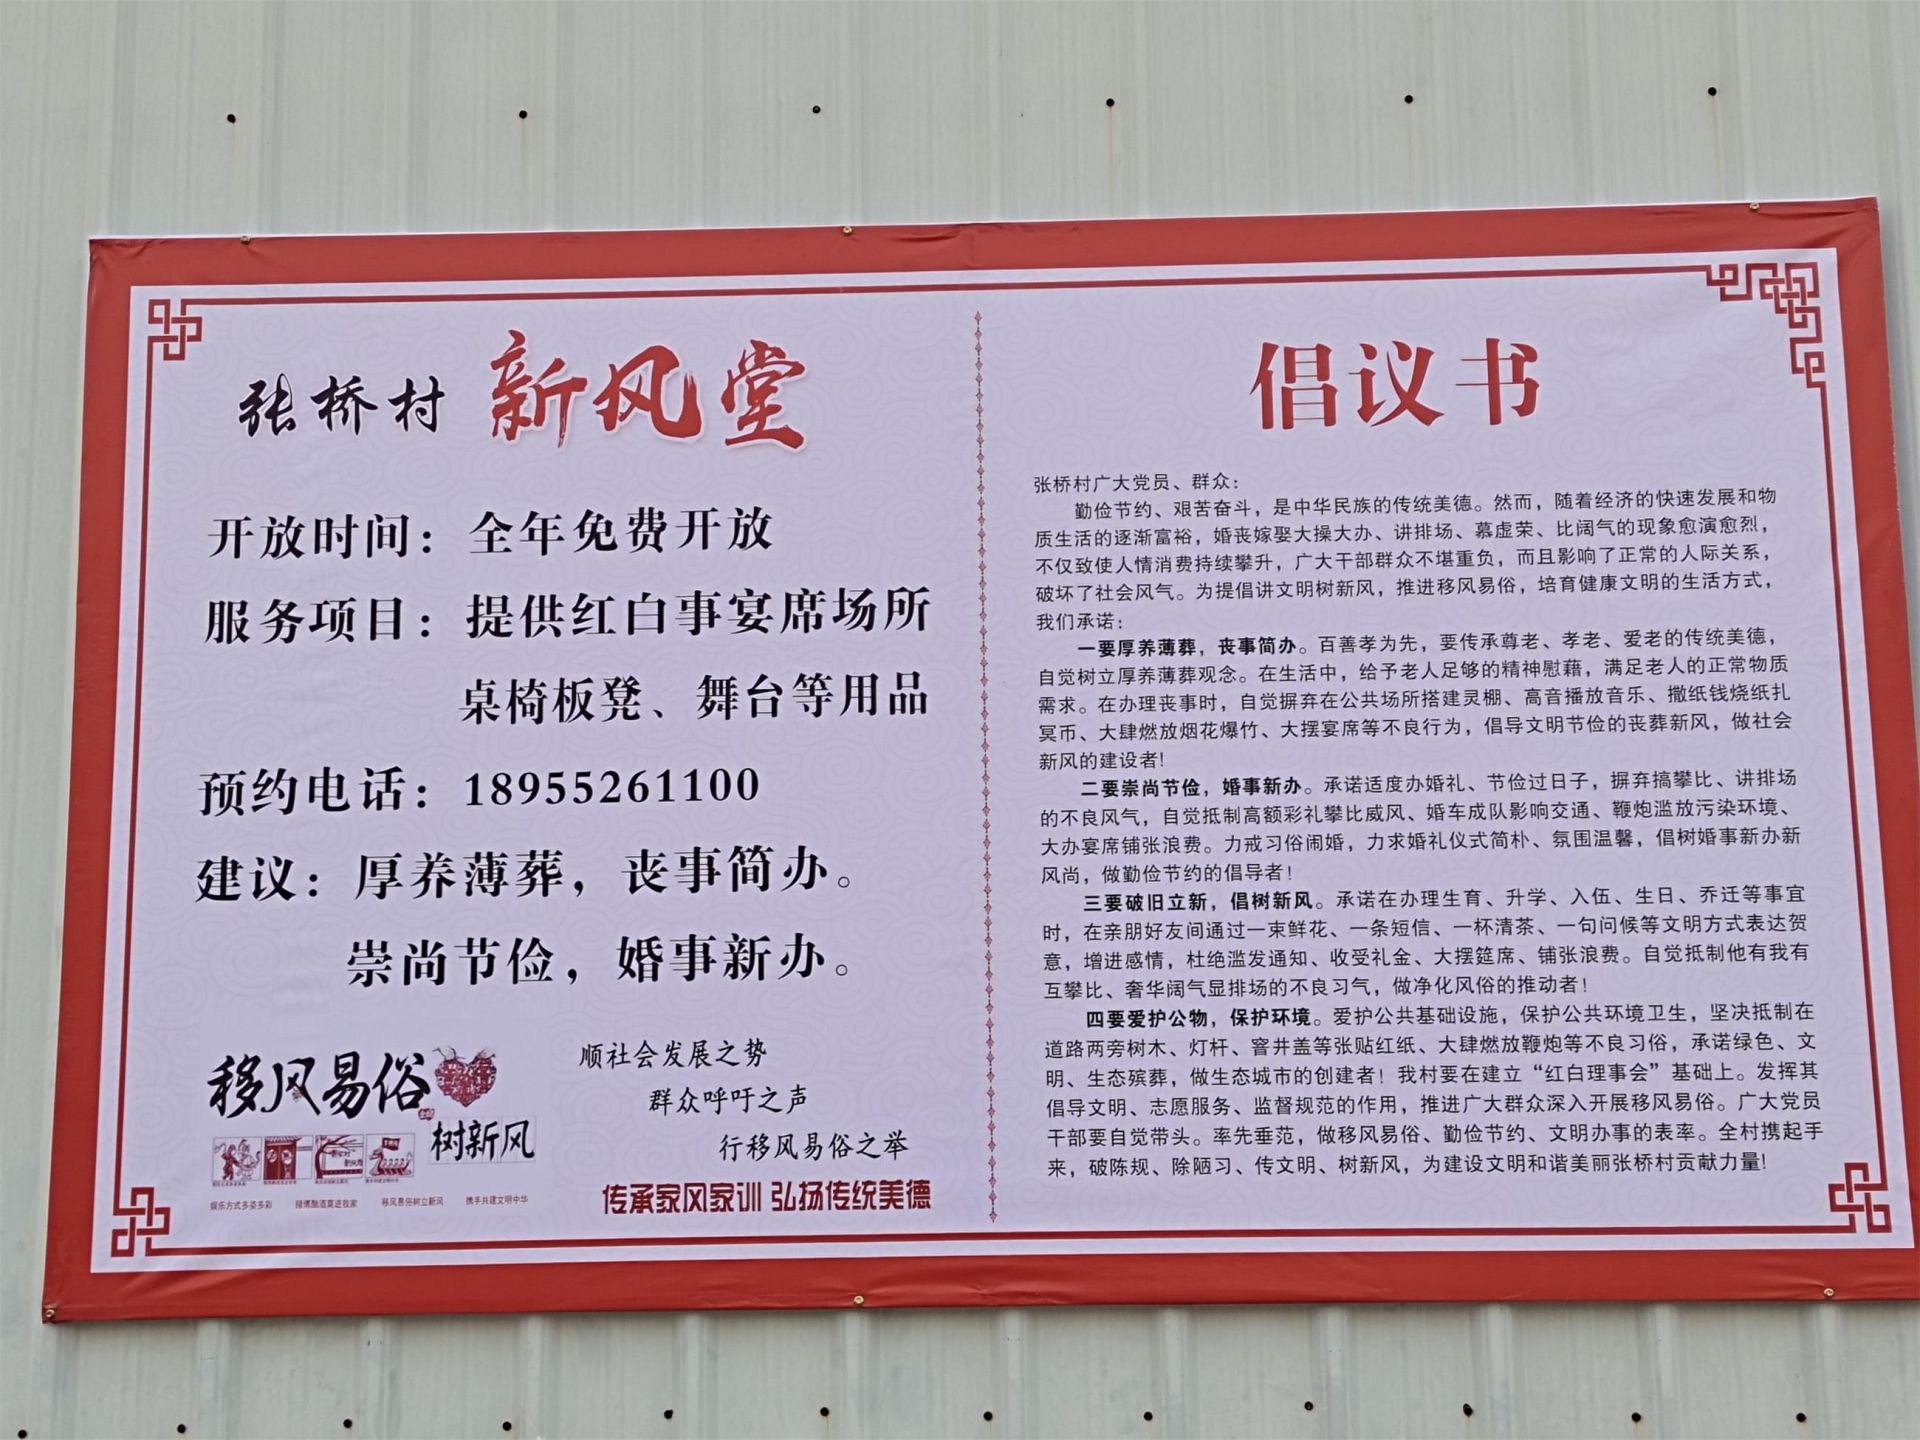 张桥村 新风堂
开放时间：全年免费开放
服务项目：提供红白事宴席场所
桌椅板凳、舞台等用品
预约电话：18955261100
建议：厚养薄葬，丧事简办。
崇尚节俭，婚事新办。
移风易俗
树新风
娱乐方式多姿多彩 赌博酗酒莫进我家 移风易俗树立新风 携手共建文明中华
顺社会发展之势
群众呼吁之声
行移风易俗之举
传承家风家训 弘扬传统美德
倡议书
张桥村广大党员、群众：
勤俭节约、艰苦奋斗，是中华民族的传统美德。然而，随着经济的快速发展和物
质生活的逐渐富裕，婚丧嫁娶大操大办、讲排场、慕虚荣、比阔气的现象愈演愈烈，
不仅致使人情消费持续攀升，广大干部群众不堪重负，而且影响了正常的人际关系，
破坏了社会风气。为提倡讲文明树新风，推进移风易俗，培育健康文明的生活方式，
我们承诺：
一要厚养薄葬，丧事简办。百善孝为先，要传承尊老、孝老、爱老的传统美德，
自觉树立厚养薄葬观念。在生活中，给予老人足够的精神慰藉，满足老人的正常物质
需求。在办理丧事时，自觉摒弃在公共场所搭建灵棚、高音播放音乐、撒纸钱烧纸扎
冥币、大肆燃放烟花爆竹、大摆宴席等不良行为，倡导文明节俭的丧葬新风，做社会
新风的建设者！
二要崇尚节俭，婚事新办。承诺适度办婚礼、节俭过日子，摒弃搞攀比、讲排场
的不良风气，自觉抵制高额彩礼攀比威风、婚车成队影响交通、鞭炮滥放污染环境、
大办宴席铺张浪费。力戒习俗闹婚，力求婚礼仪式简朴、氛围温馨，倡树婚事新办新
风尚，做勤俭节约的倡导者！
三要破旧立新，倡树新风。承诺在办理生育、升学、入伍、生日、乔迁等事宜
时，在亲朋好友间通过一束鲜花、一条短信、一杯清茶、一句问候等文明方式表达贺
意，增进感情，杜绝滥发通知、收受礼金、大摆筵席、铺张浪费。自觉抵制他有我有
互攀比、奢华阔气显排场的不良习气，做净化风俗的推动者！
四要爱护公物，保护环境。爱护公共基础设施，保护公共环境卫生，坚决抵制在
道路两旁树木、灯杆、窨井盖等张贴红纸、大肆燃放鞭炮等不良习俗，承诺绿色、文
明、生态殡葬，做生态城市的创建者！我村要在建立“红白理事会”基础上。发挥其
倡导文明、志愿服务、监督规范的作用，推进广大群众深入开展移风易俗。广大党员
干部要自觉带头。率先垂范，做移风易俗、勤俭节约、文明办事的表率。全村携起手
来，破陈规、除陋习、传文明、树新风，为建设文明和谐美丽张桥村贡献力量！